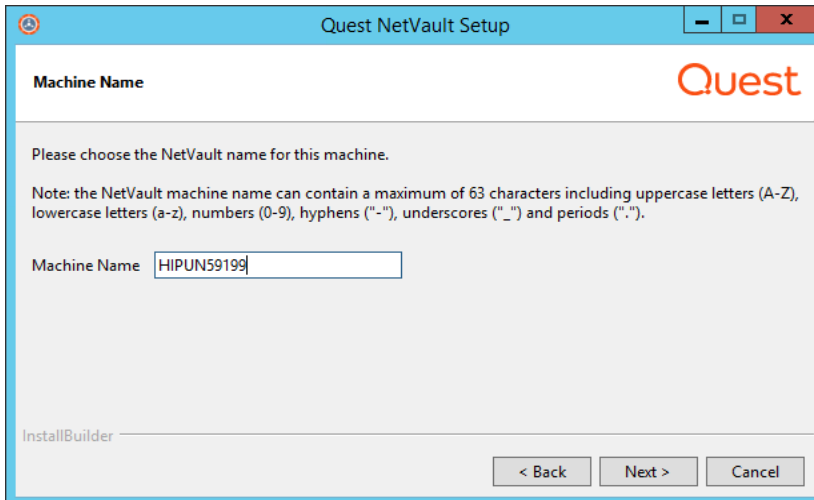 Quest NetVault Setup
Machine Name
Quest
Please choose the NetVault name for this machine.
Note: the NetVault machine name can contain a maximum of 63 characters including uppercase letters (A-Z),
lowercase letters (a-z), numbers (0-9), hyphens ("-"), underscores ("_") and periods (".").
Machine Name HIPUN59199
InstallBuilder
< Back Next > Cancel